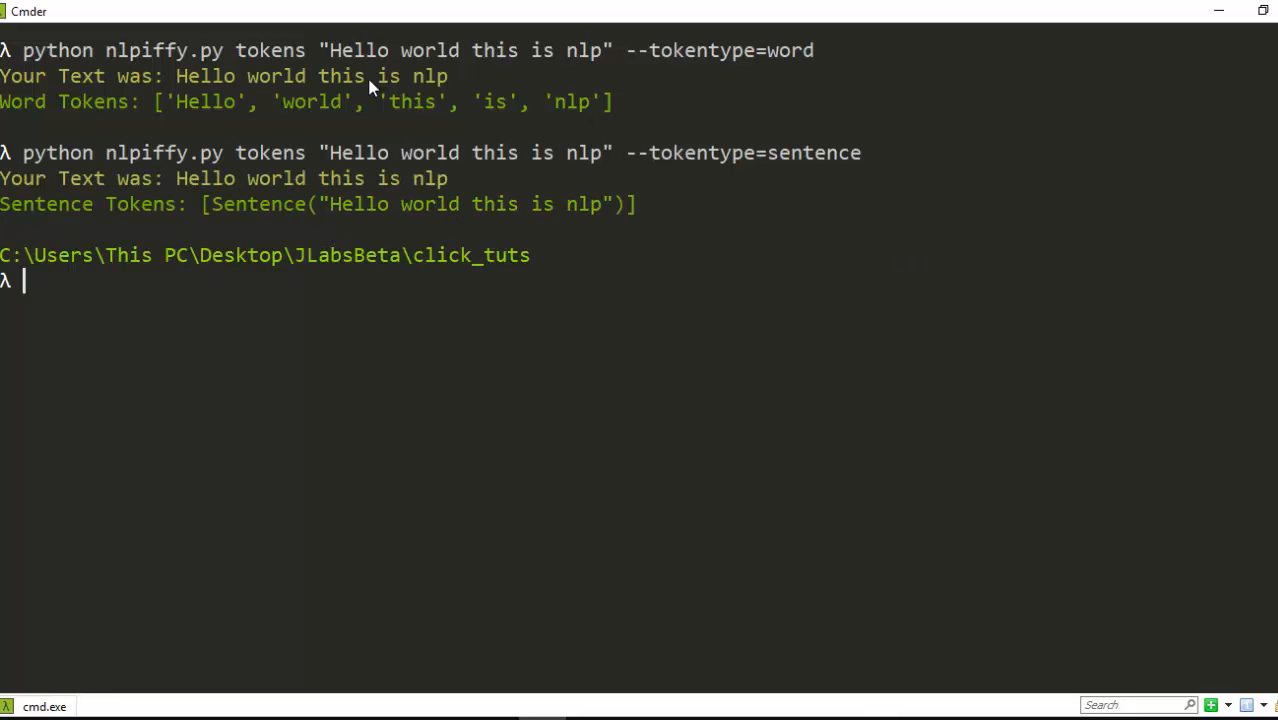 Cmder
λ python nlpiffy.py tokens "Hello world this is nlp" --tokentype=word
Your Text was: Hello world this is nlp
Word Tokens: ['Hello', 'world', 'this', 'is', 'nlp']
λ python nlpiffy.py tokens "Hello world this is nlp" --tokentype=sentence
Your Text was: Hello world this is nlp
Sentence Tokens: [Sentence("Hello world this is nlp")]
C:\Users\This PC\Desktop\JLabsBeta\click_tuts
λ
λ cmd.exe
Search